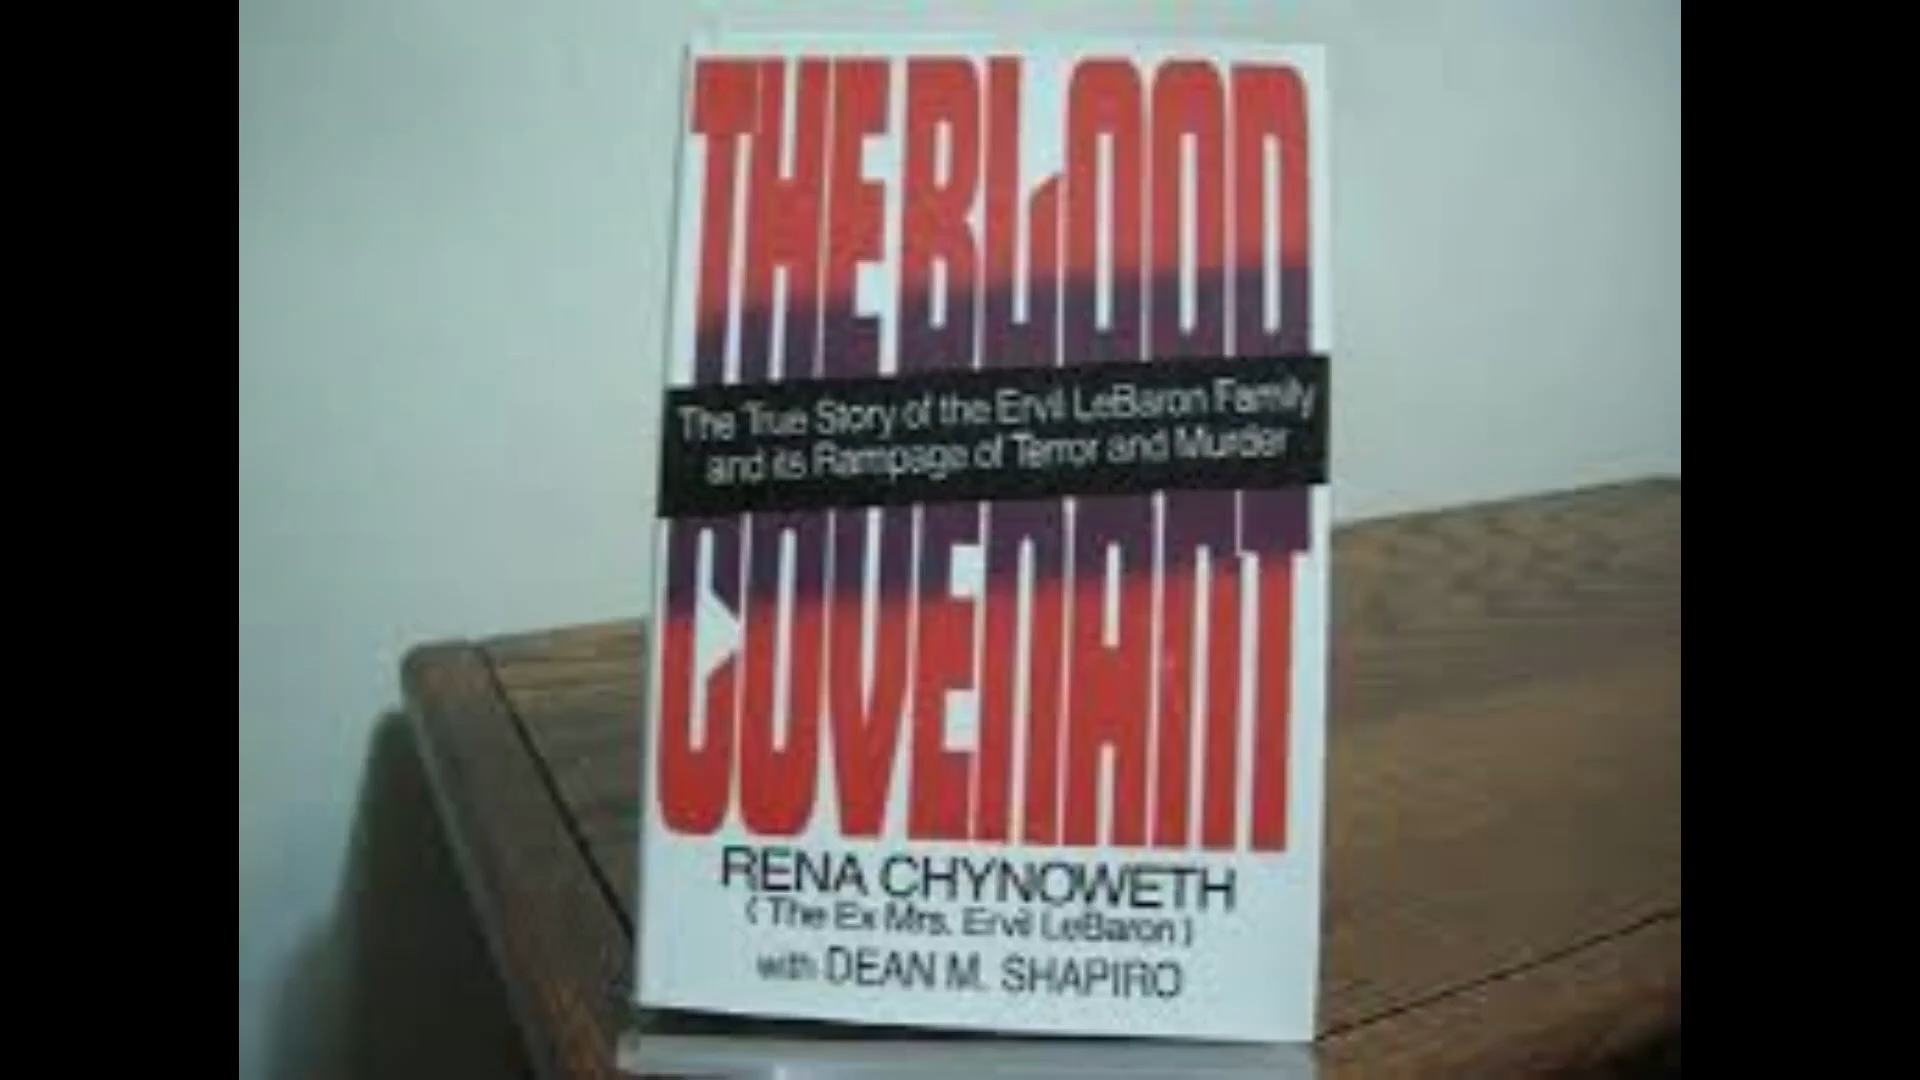 THE BLOOD
The True Story of the Ervil LeBaron Family
and its Rampage of Terror and Murder
COVENANT
RENA CHYNOWETH
(The Ex Mrs. Ervil LeBaron)
with DEAN M. SHAPIRO